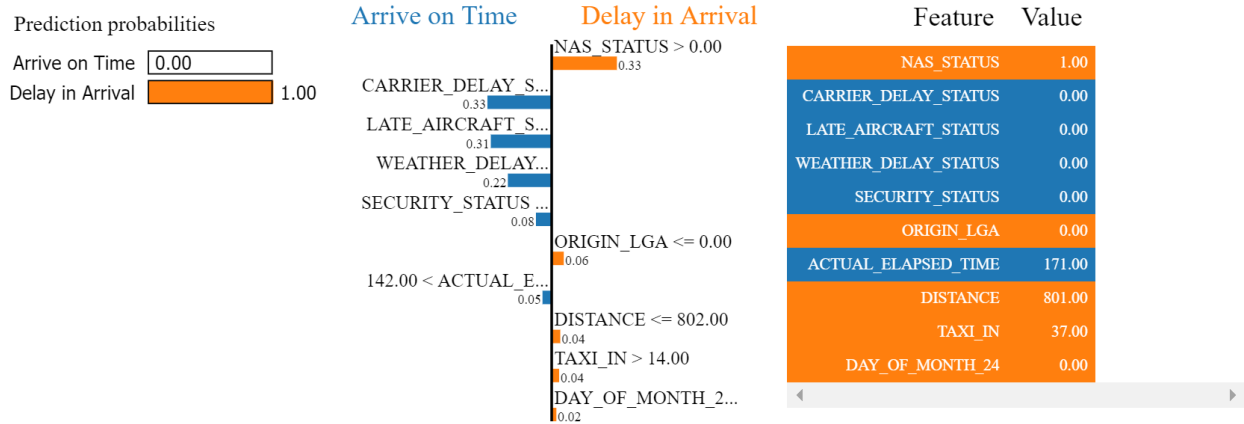 Prediction probabilities
Arrive on Time 0.00
Delay in Arrival 1.00
Arrive on Time Delay in Arrival
NAS_STATUS > 0.00
0.33
CARRIER_DELAY_S...
0.33
LATE_AIRCRAFT_S...
0.31
WEATHER_DELAY...
0.22
SECURITY_STATUS ...
0.08
ORIGIN_LGA <= 0.00
0.06
142.00 < ACTUAL_E...
0.05
DISTANCE <= 802.00
0.04
TAXI_IN > 14.00
0.04
DAY_OF_MONTH_2...
0.02
Feature Value
NAS_STATUS 1.00
CARRIER_DELAY_STATUS 0.00
LATE_AIRCRAFT_STATUS 0.00
WEATHER_DELAY_STATUS 0.00
SECURITY_STATUS 0.00
ORIGIN_LGA 0.00
ACTUAL_ELAPSED_TIME 171.00
DISTANCE 801.00
TAXI_IN 37.00
DAY_OF_MONTH_24 0.00